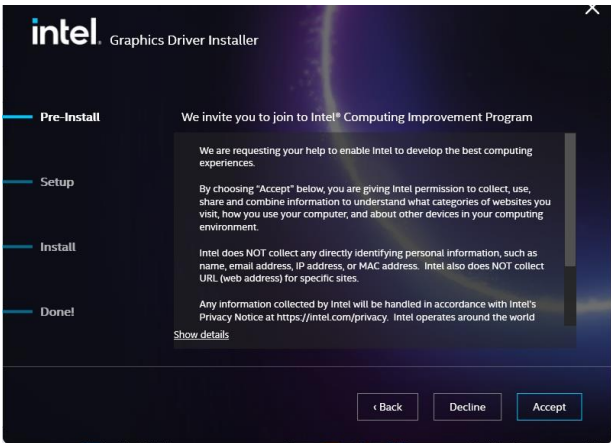 intel. Graphics Driver Installer
Pre-Install
Setup
Install
Done!
We invite you to join to Intel® Computing Improvement Program
We are requesting your help to enable Intel to develop the best computing
experiences.
By choosing "Accept" below, you are giving Intel permission to collect, use,
share and combine information to understand what categories of websites you
visit, how you use your computer, and about other devices in your computing
environment.
Intel does NOT collect any directly identifying personal information, such as
name, email address, IP address, or MAC address. Intel also does NOT collect
URL (web address) for specific sites.
Any information collected by Intel will be handled in accordance with Intel's
Privacy Notice at https://intel.com/privacy. Intel operates around the world
Show details
‹ Back
Decline
Accept